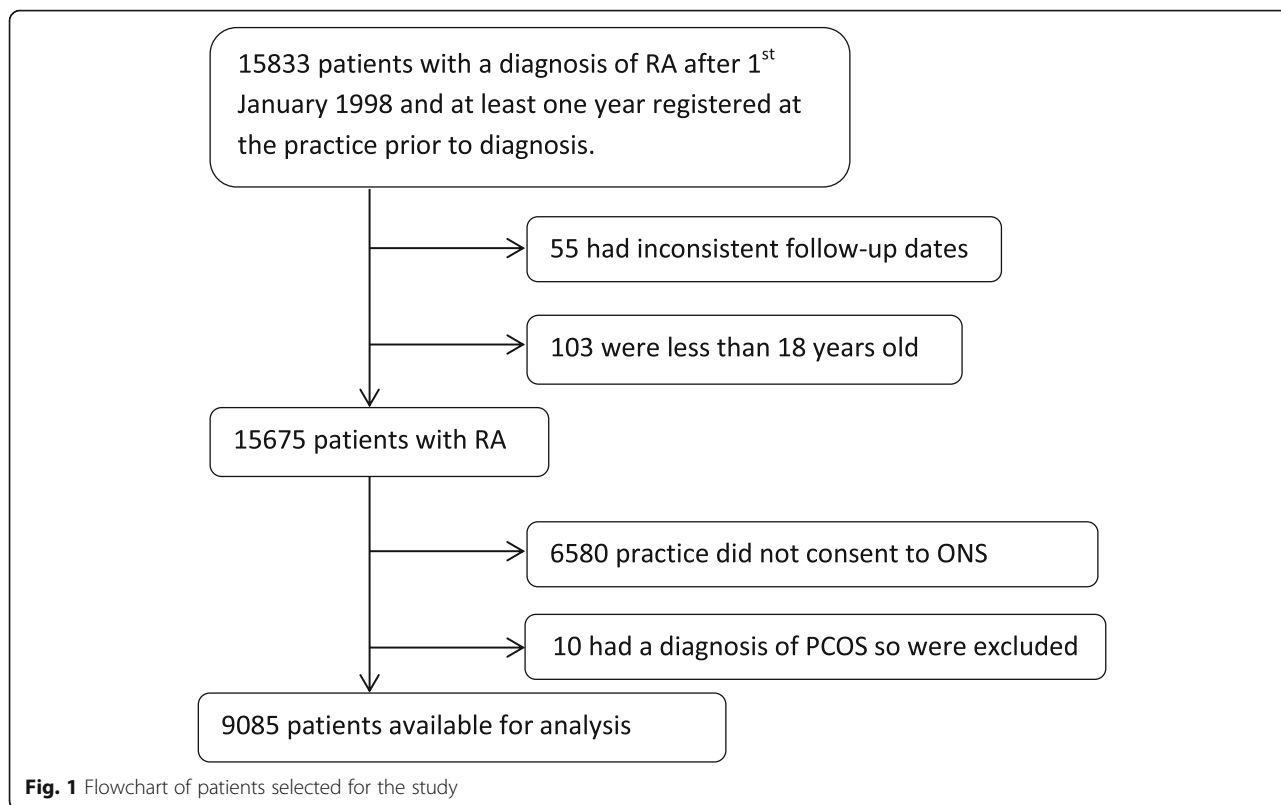 15833 patients with a diagnosis of RA after 1st
January 1998 and at least one year registered at
the practice prior to diagnosis.
55 had inconsistent follow-up dates
103 were less than 18 years old
15675 patients with RA
6580 practice did not consent to ONS
10 had a diagnosis of PCOS so were excluded
9085 patients available for analysis
Fig. 1 Flowchart of patients selected for the study